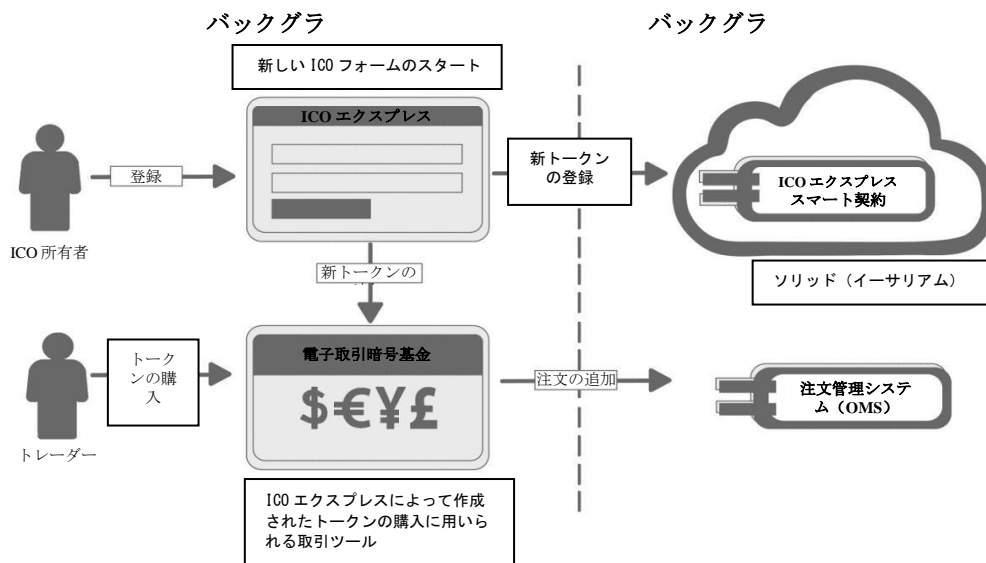 バックグラ
バックグラ
新しい ICO フォームのスタート
ICO エクスプレス
登録
新トークン
の登録
ICO エクスプレス
スマート契約
ICO 所有者
新トークンの
ソリッド（イーサリアム）
トーク
ンの購
入
電子取引暗号基金
$€¥£
注文の追加
注文管理システ
ム（OMS）
トレーダー
ICO エクスプレスによって作成
されたトークンの購入に用いら
れる取引ツール